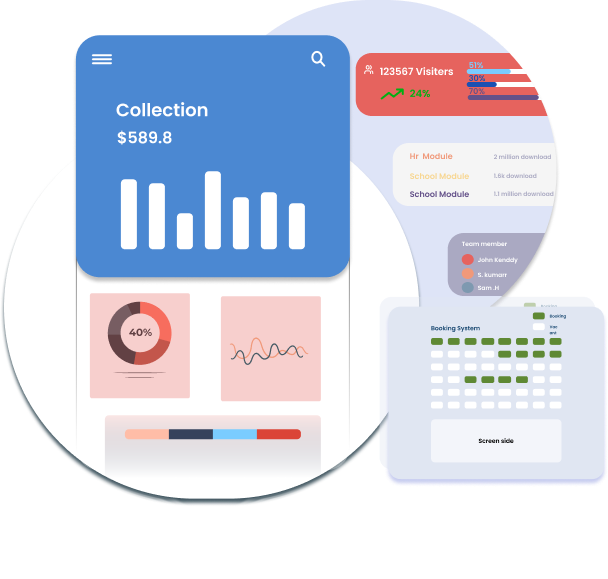 Collection
$589.8
40%
123567 Visiters
24%
51%
30%
70%
Hr Module
2 million download
School Module
1.6k download
School Module
1.1 million download
Team member
John Kenddy
S. kumarr
Sam .H
Booking
Booking System
Screen side